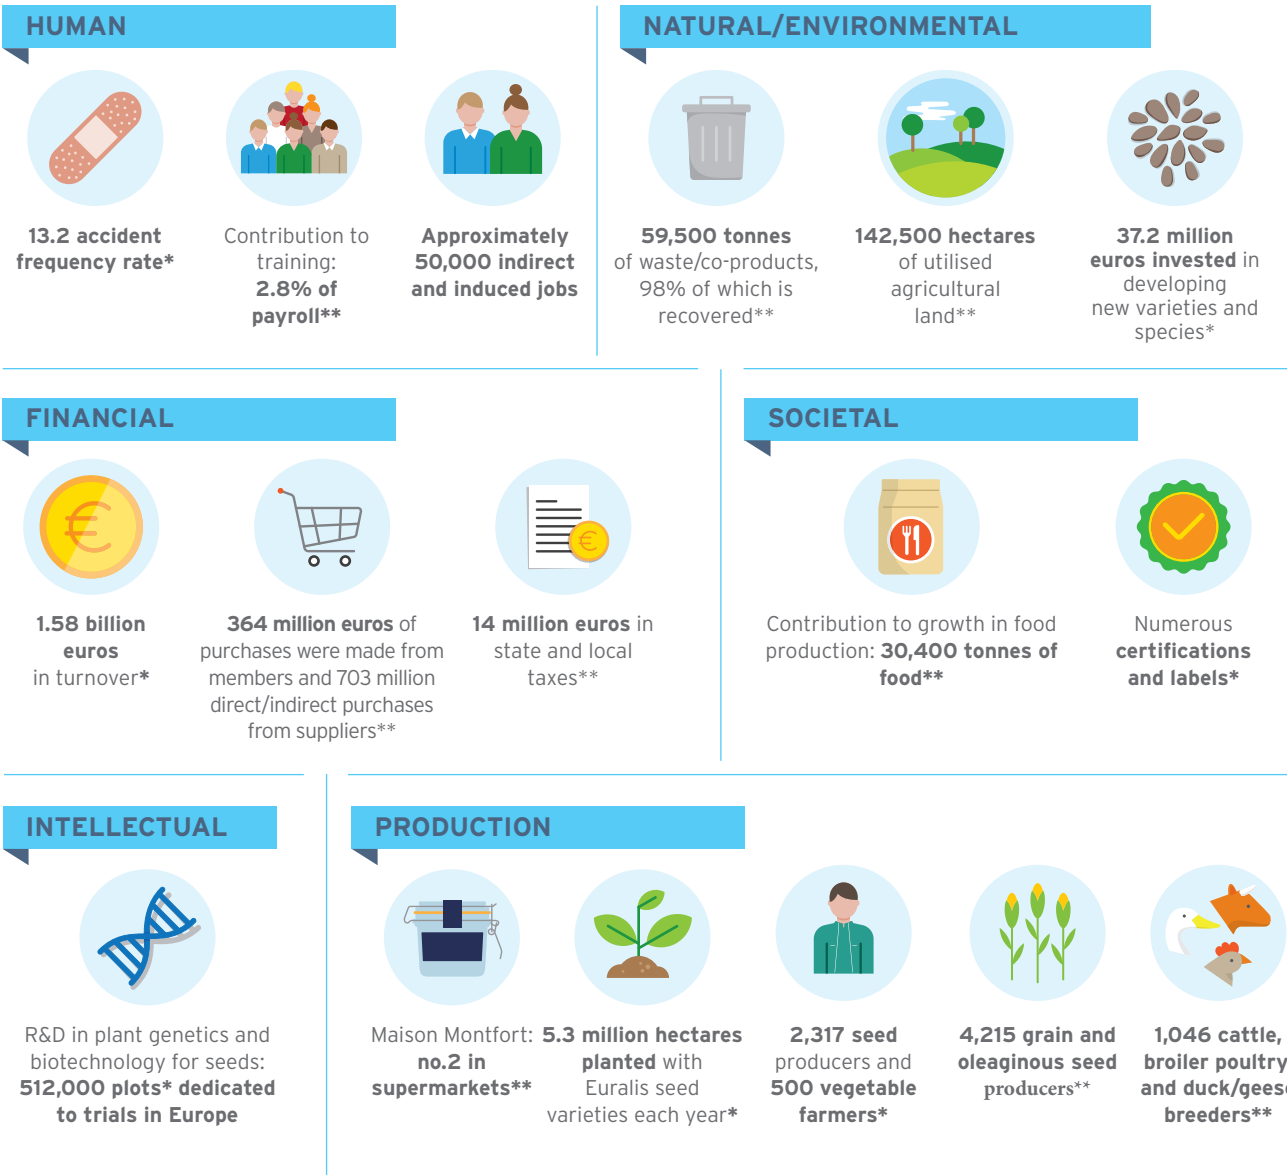 HUMAN
13.2 accident
frequency rate*
Contribution to
training:
2.8% of
payroll**
Approximately
50,000 indirect
and induced jobs
NATURAL/ENVIRONMENTAL
59,500 tonnes
of waste/co-products,
98% of which is
recovered**
142,500 hectares
of utilised
agricultural
land**
37.2 million
euros invested in
developing
new varieties and
species*
FINANCIAL
1.58 billion
euros
in turnover*
364 million euros of
purchases were made from
members and 703 million
direct/indirect purchases
from suppliers**
14 million euros in
state and local
taxes**
SOCIETAL
Contribution to growth in food
production: 30,400 tonnes of
food**
Numerous
certifications
and labels*
INTELLECTUAL
R&D in plant genetics and
biotechnology for seeds:
512,000 plots* dedicated
to trials in Europe
PRODUCTION
Maison Montfort:
no.2 in
supermarkets**
5.3 million hectares
planted with
Euralis seed
varieties each year*
2,317 seed
producers and
500 vegetable
farmers*
4,215 grain and
oleaginous seed
producers**
1,046 cattle,
broiler poultry
and duck/geese
breeders**